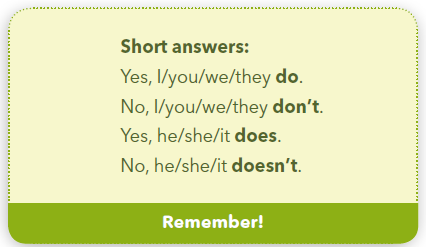 Short answers:
Yes, I/you/we/they do.
No, I/you/we/they don’t.
Yes, he/she/it does.
No, he/she/it doesn’t.
Remember!